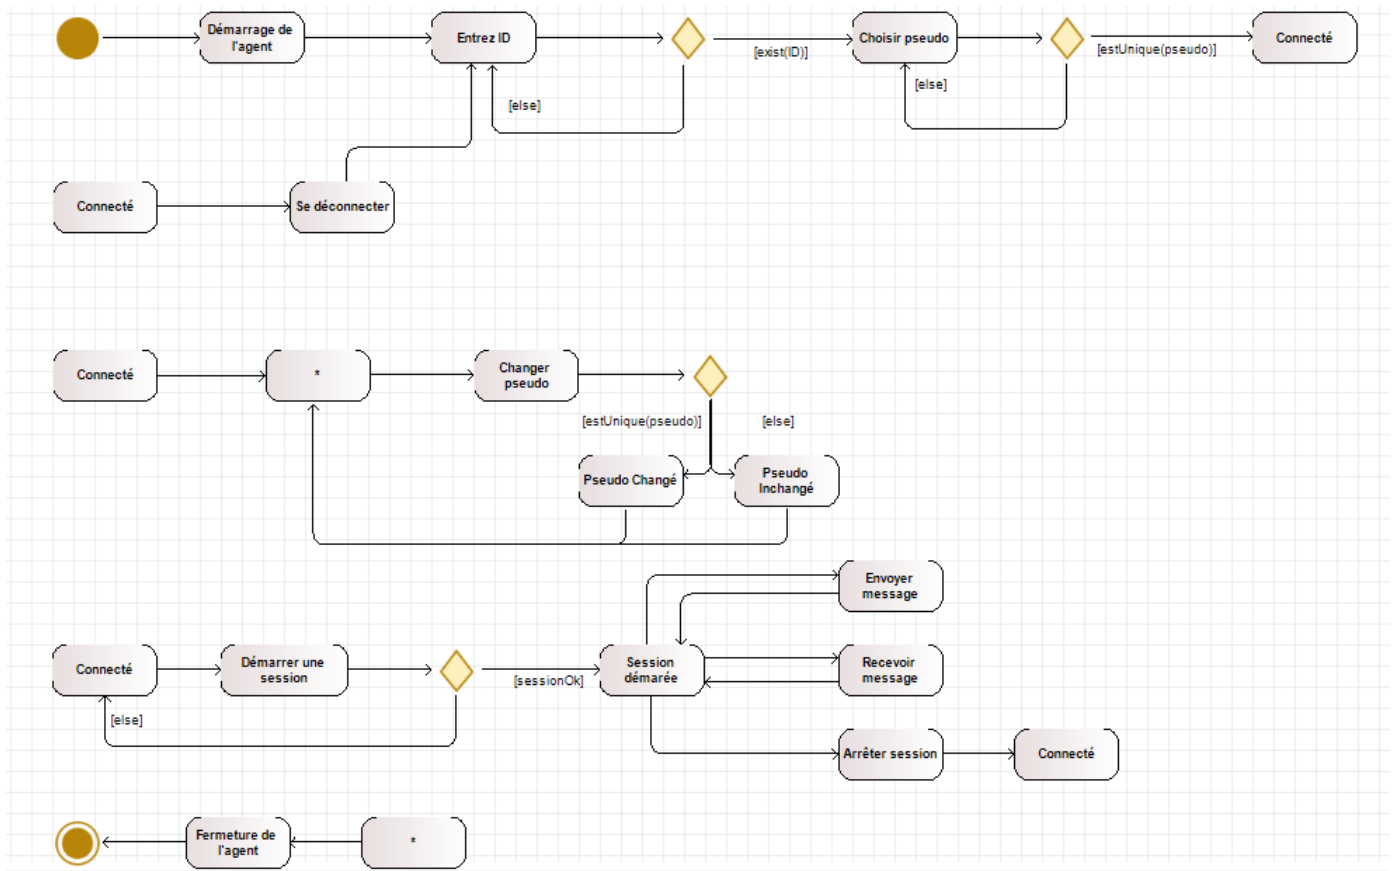 Démarrage de
l'agent
Entrez ID
[exist(ID)]
[else]
Choisir pseudo
[else]
[estUnique(pseudo)]
Connecté
Connecté
Se déconnecter
Connecté
*
Changer
pseudo
[estUnique(pseudo)]
[else]
Pseudo Changé
Pseudo
Inchangé
Connecté
Démarrer une
session
[else]
[sessionOk]
Session
démarée
Envoyer
message
Recevoir
message
Arrêter session
Connecté
Fermeture de
l'agent
*